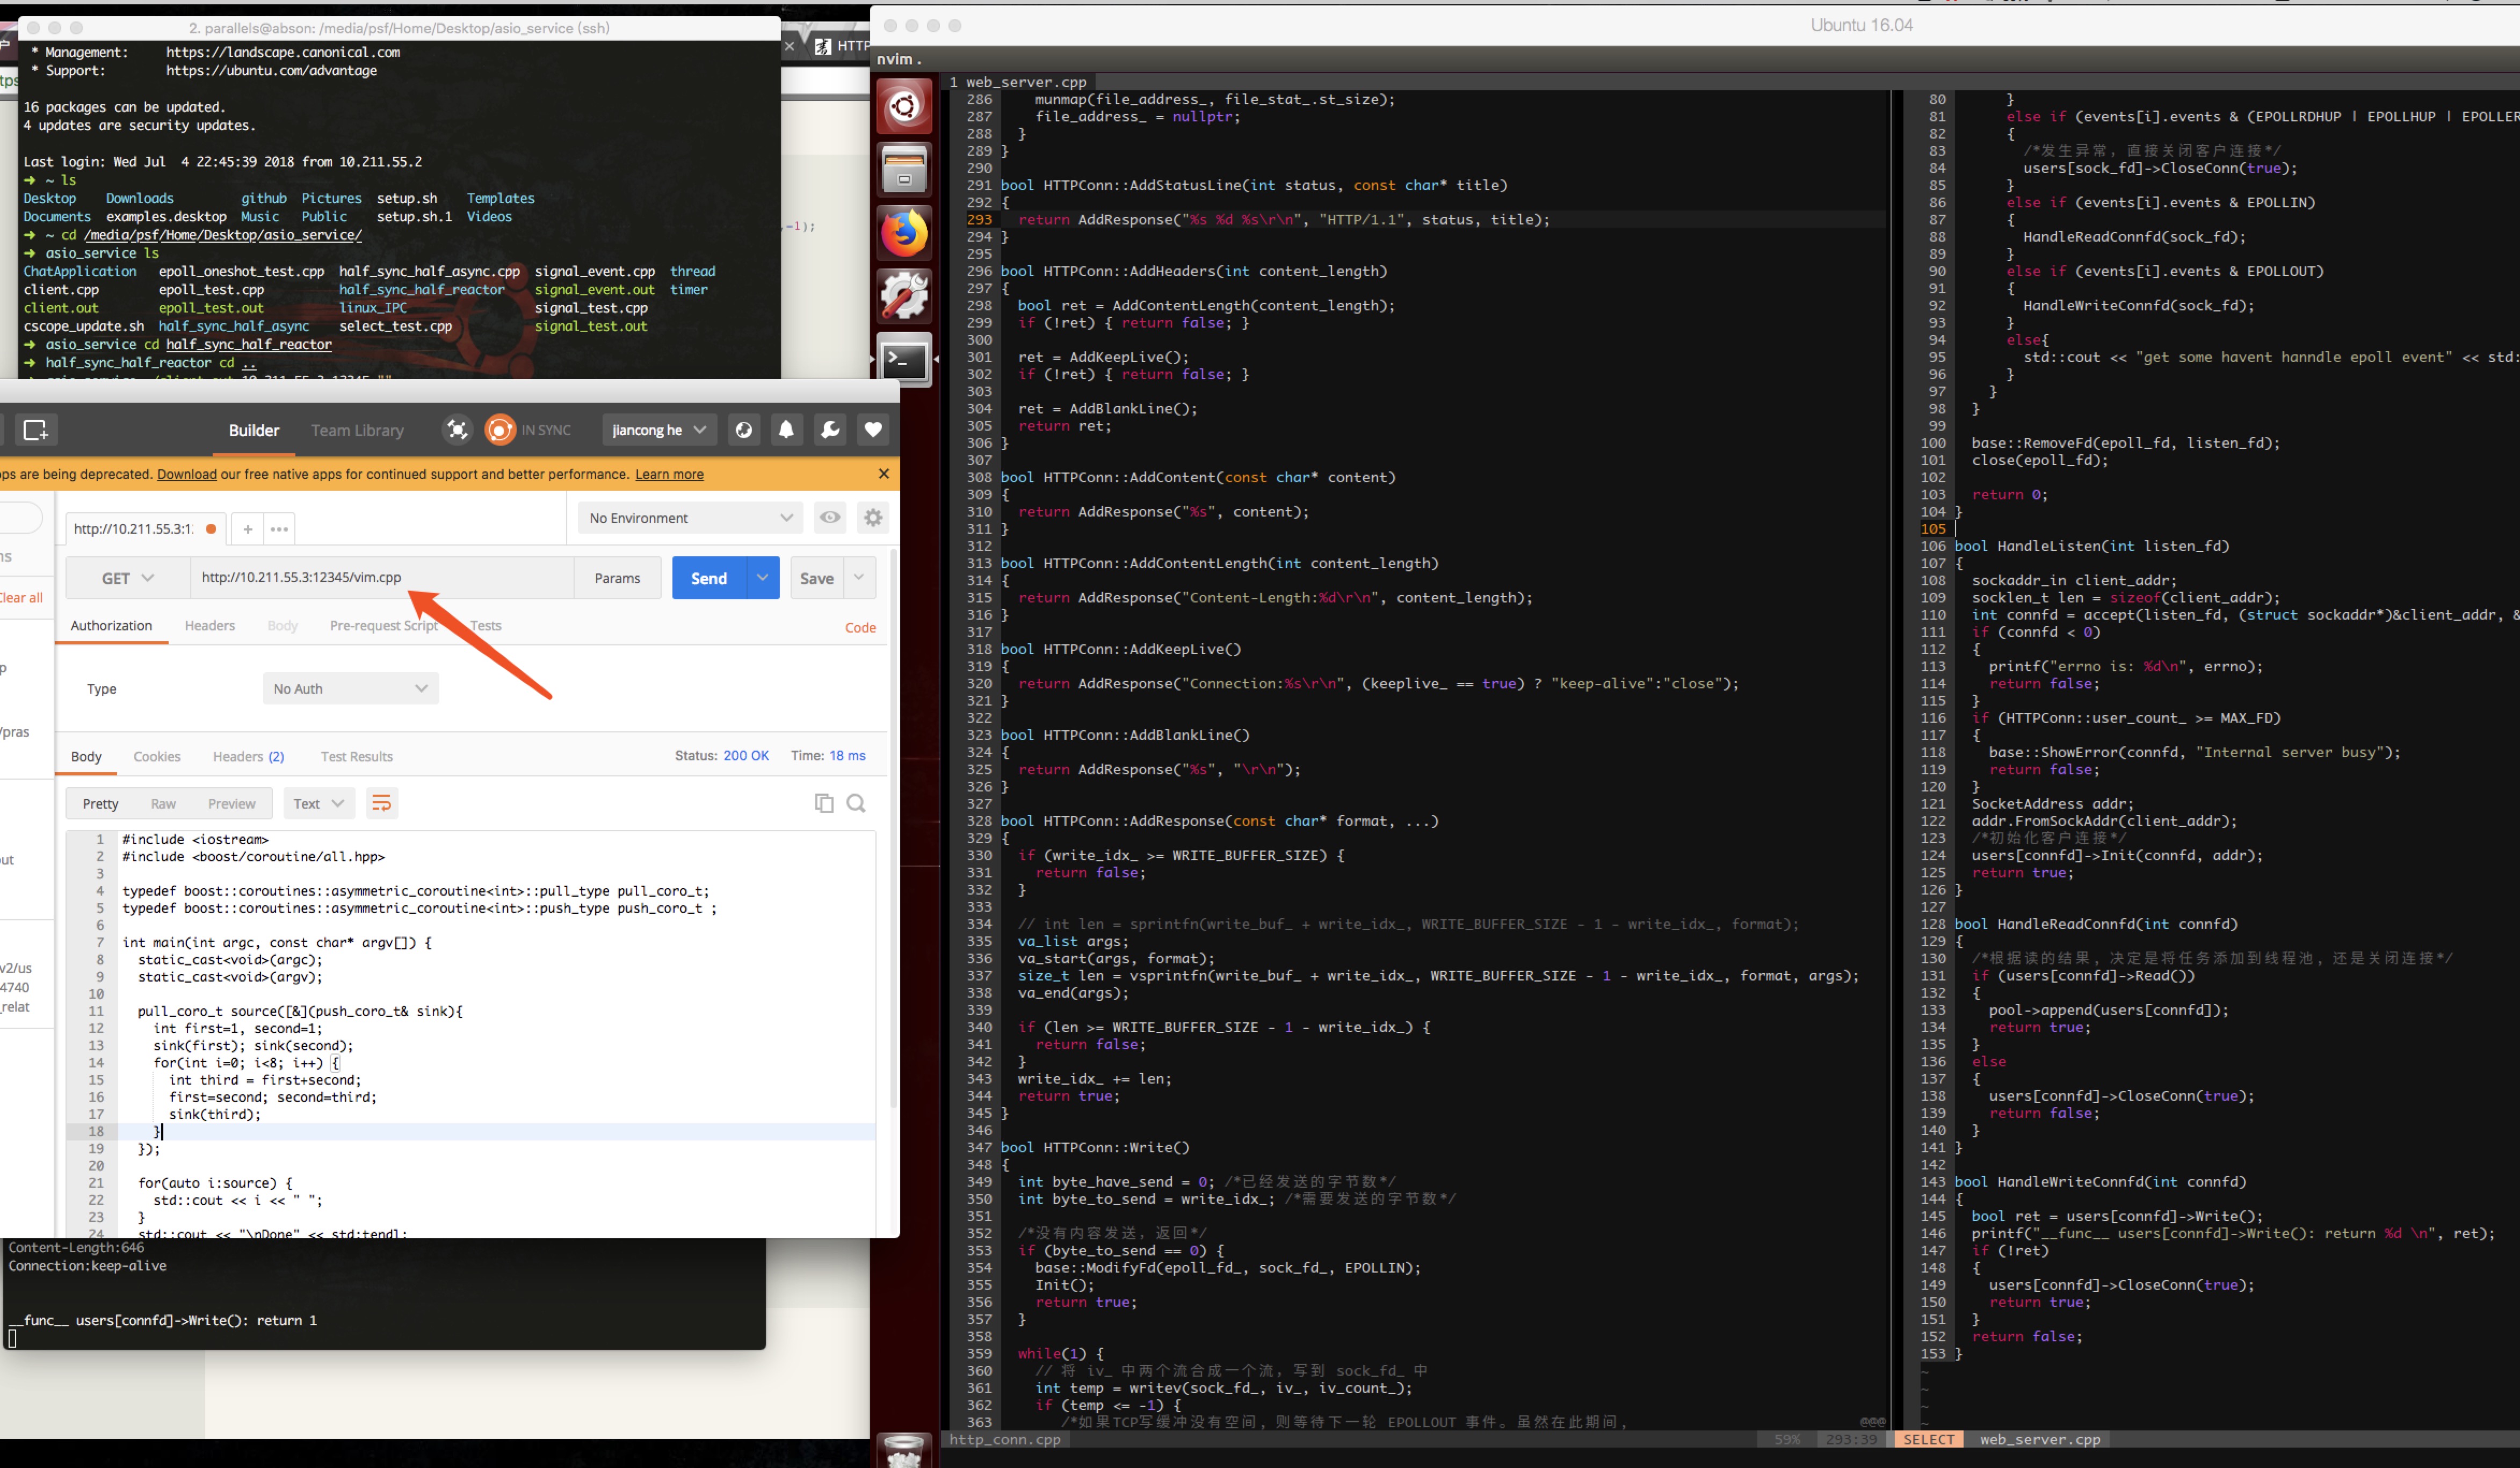 2. parallels@abson: /media/psf/Home/Desktop/asio_service (ssh)
* Management:     https://landscape.canonical.com
* Support:        https://ubuntu.com/advantage
16 packages can be updated.
4 updates are security updates.
Last login: Wed Jul  4 22:45:39 2018 from 10.211.55.2
➜  ~ ls
Desktop    Downloads         github  Pictures  setup.sh    Templates
Documents  examples.desktop  Music   Public    setup.sh.1  Videos
➜  ~ cd /media/psf/Home/Desktop/asio_service/
➜  asio_service ls
ChatApplication   epoll_oneshot_test.cpp  half_sync_half_async.cpp  signal_event.cpp  thread
client.cpp        epoll_test.cpp          half_sync_half_reactor    signal_event.out  timer
client.out        epoll_test.out          linux_IPC                 signal_test.cpp
cscope_update.sh  half_sync_half_async    select_test.cpp           signal_test.out
➜  asio_service cd half_sync_half_reactor
➜  half_sync_half_reactor cd ..
HTTP
,-1);
Builder
Team Library
IN SYNC
jiancong he
ps are being deprecated. Download our free native apps for continued support and better performance. Learn more
http://10.211.55.3:1
No Environment
GET
http://10.211.55.3:12345/vim.cpp
Params
Send
Save
Clear all
Authorization
Headers
Body
Pre-request Script
Tests
Code
Type
No Auth
/pras
v2/us
4740
_relat
Body
Cookies
Headers (2)
Test Results
Status: 200 OK
Time: 18 ms
Pretty
Raw
Preview
Text
1 #include <iostream>
2 #include <boost/coroutine/all.hpp>
3
4 typedef boost::coroutines::asymmetric_coroutine<int>::pull_type pull_coro_t;
5 typedef boost::coroutines::asymmetric_coroutine<int>::push_type push_coro_t ;
6
7 int main(int argc, const char* argv[]) {
8   static_cast<void>(argc);
9   static_cast<void>(argv);
10
11   pull_coro_t source([&](push_coro_t& sink){
12     int first=1, second=1;
13     sink(first); sink(second);
14     for(int i=0; i<8; i++) {
15       int third = first+second;
16       first=second; second=third;
17       sink(third);
18     }
19   });
20
21   for(auto i:source) {
22     std::cout << i << " ";
23   }
24   std::cout << "\nDone" << std::endl;
Content-Length:646
Connection:keep-alive
__func__ users[connfd]->Write(): return 1
Ubuntu 16.04
nvim .
1 web_server.cpp
286     munmap(file_address_, file_stat_.st_size);
287     file_address_ = nullptr;
288   }
289 }
290
291 bool HTTPConn::AddStatusLine(int status, const char* title)
292 {
293   return AddResponse("%s %d %s\r\n", "HTTP/1.1", status, title);
294 }
295
296 bool HTTPConn::AddHeaders(int content_length)
297 {
298   bool ret = AddContentLength(content_length);
299   if (!ret) { return false; }
300
301   ret = AddKeepLive();
302   if (!ret) { return false; }
303
304   ret = AddBlankLine();
305   return ret;
306 }
307
308 bool HTTPConn::AddContent(const char* content)
309 {
310   return AddResponse("%s", content);
311 }
312
313 bool HTTPConn::AddContentLength(int content_length)
314 {
315   return AddResponse("Content-Length:%d\r\n", content_length);
316 }
317
318 bool HTTPConn::AddKeepLive()
319 {
320   return AddResponse("Connection:%s\r\n", (keeplive_ == true) ? "keep-alive":"close");
321 }
322
323 bool HTTPConn::AddBlankLine()
324 {
325   return AddResponse("%s", "\r\n");
326 }
327
328 bool HTTPConn::AddResponse(const char* format, ...)
329 {
330   if (write_idx_ >= WRITE_BUFFER_SIZE) {
331     return false;
332   }
333
334   // int len = sprintfn(write_buf_ + write_idx_, WRITE_BUFFER_SIZE - 1 - write_idx_, format);
335   va_list args;
336   va_start(args, format);
337   size_t len = vsprintfn(write_buf_ + write_idx_, WRITE_BUFFER_SIZE - 1 - write_idx_, format, args);
338   va_end(args);
339
340   if (len >= WRITE_BUFFER_SIZE - 1 - write_idx_) {
341     return false;
342   }
343   write_idx_ += len;
344   return true;
345 }
346
347 bool HTTPConn::Write()
348 {
349   int byte_have_send = 0; /*已经发送的字节数*/
350   int byte_to_send = write_idx_; /*需要发送的字节数*/
351
352   /*没有内容发送，返回*/
353   if (byte_to_send == 0) {
354     base::ModifyFd(epoll_fd_, sock_fd_, EPOLLIN);
355     Init();
356     return true;
357   }
358
359   while(1) {
360     // 将 iv_ 中两个流合成一个流，写到 sock_fd_ 中
361     int temp = writev(sock_fd_, iv_, iv_count_);
362     if (temp <= -1) {
363       /*如果TCP写缓冲没有空间，则等待下一轮 EPOLLOUT 事件。虽然在此期间，
@@@
http_conn.cpp
59%
293:39
80       }
81       else if (events[i].events & (EPOLLRDHUP | EPOLLHUP | EPOLLER
82       {
83         /*发生异常，直接关闭客户连接*/
84         users[sock_fd]->CloseConn(true);
85       }
86       else if (events[i].events & EPOLLIN)
87       {
88         HandleReadConnfd(sock_fd);
89       }
90       else if (events[i].events & EPOLLOUT)
91       {
92         HandleWriteConnfd(sock_fd);
93       }
94       else{
95         std::cout << "get some havent hanndle epoll event" << std:
96       }
97     }
98   }
99
100   base::RemoveFd(epoll_fd, listen_fd);
101   close(epoll_fd);
102
103   return 0;
104 }
105
106 bool HandleListen(int listen_fd)
107 {
108   sockaddr_in client_addr;
109   socklen_t len = sizeof(client_addr);
110   int connfd = accept(listen_fd, (struct sockaddr*)&client_addr, &
111   if (connfd < 0)
112   {
113     printf("errno is: %d\n", errno);
114     return false;
115   }
116   if (HTTPConn::user_count_ >= MAX_FD)
117   {
118     base::ShowError(connfd, "Internal server busy");
119     return false;
120   }
121   SocketAddress addr;
122   addr.FromSockAddr(client_addr);
123   /*初始化客户连接*/
124   users[connfd]->Init(connfd, addr);
125   return true;
126 }
127
128 bool HandleReadConnfd(int connfd)
129 {
130   /*根据读的结果，决定是将任务添加到线程池，还是关闭连接*/
131   if (users[connfd]->Read())
132   {
133     pool->append(users[connfd]);
134     return true;
135   }
136   else
137   {
138     users[connfd]->CloseConn(true);
139     return false;
140   }
141 }
142
143 bool HandleWriteConnfd(int connfd)
144 {
145   bool ret = users[connfd]->Write();
146   printf("__func__ users[connfd]->Write(): return %d \n", ret);
147   if (!ret)
148   {
149     users[connfd]->CloseConn(true);
150     return true;
151   }
152   return false;
153 }
SELECT
web_server.cpp